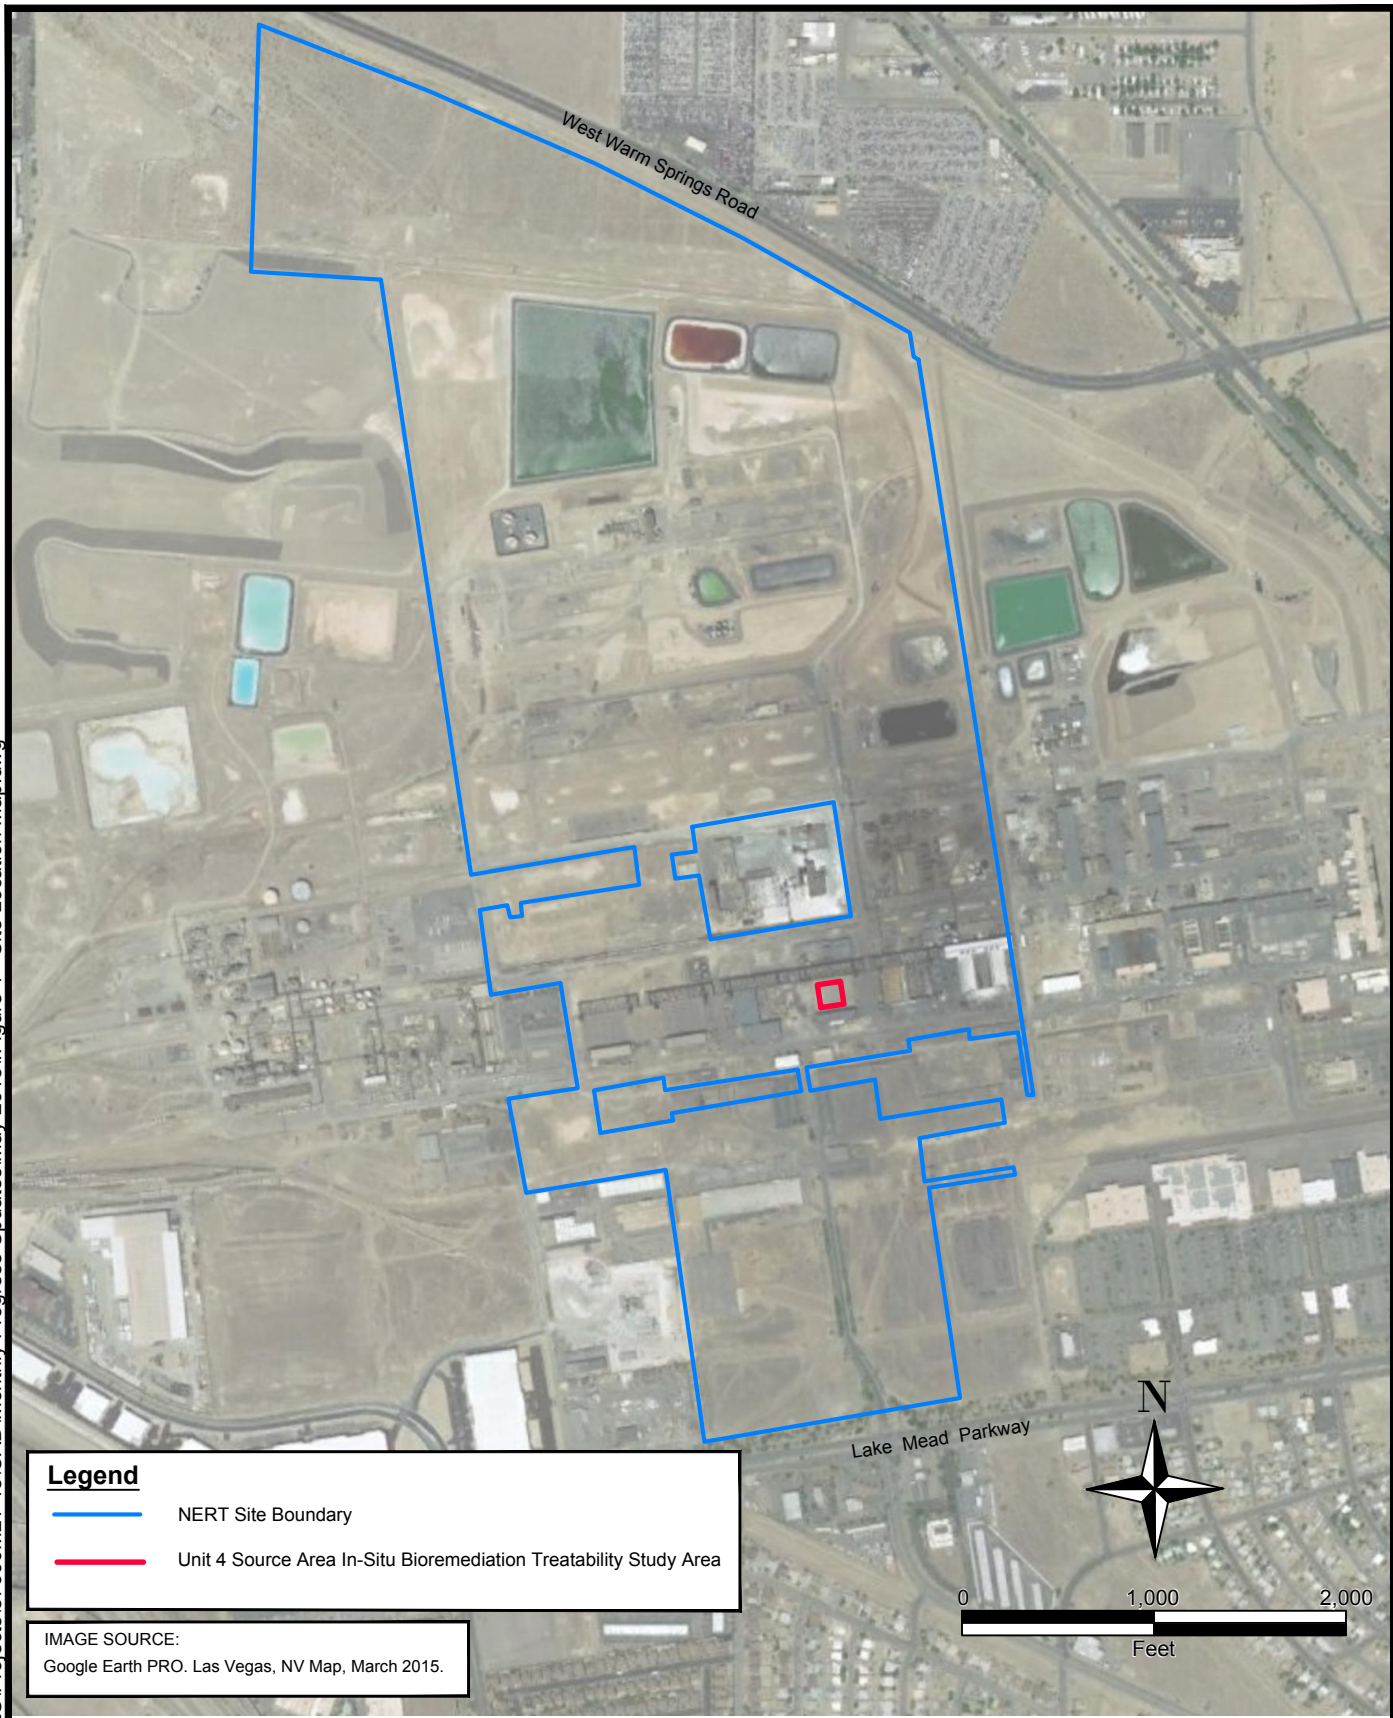 West Warm Springs Road
Lake Mead Parkway
N
Legend
NERT Site Boundary
Unit 4 Source Area In-Situ Bioremediation Treatability Study Area
0 1,000 2,000
Feet
IMAGE SOURCE:
Google Earth PRO. Las Vegas, NV Map, March 2015.